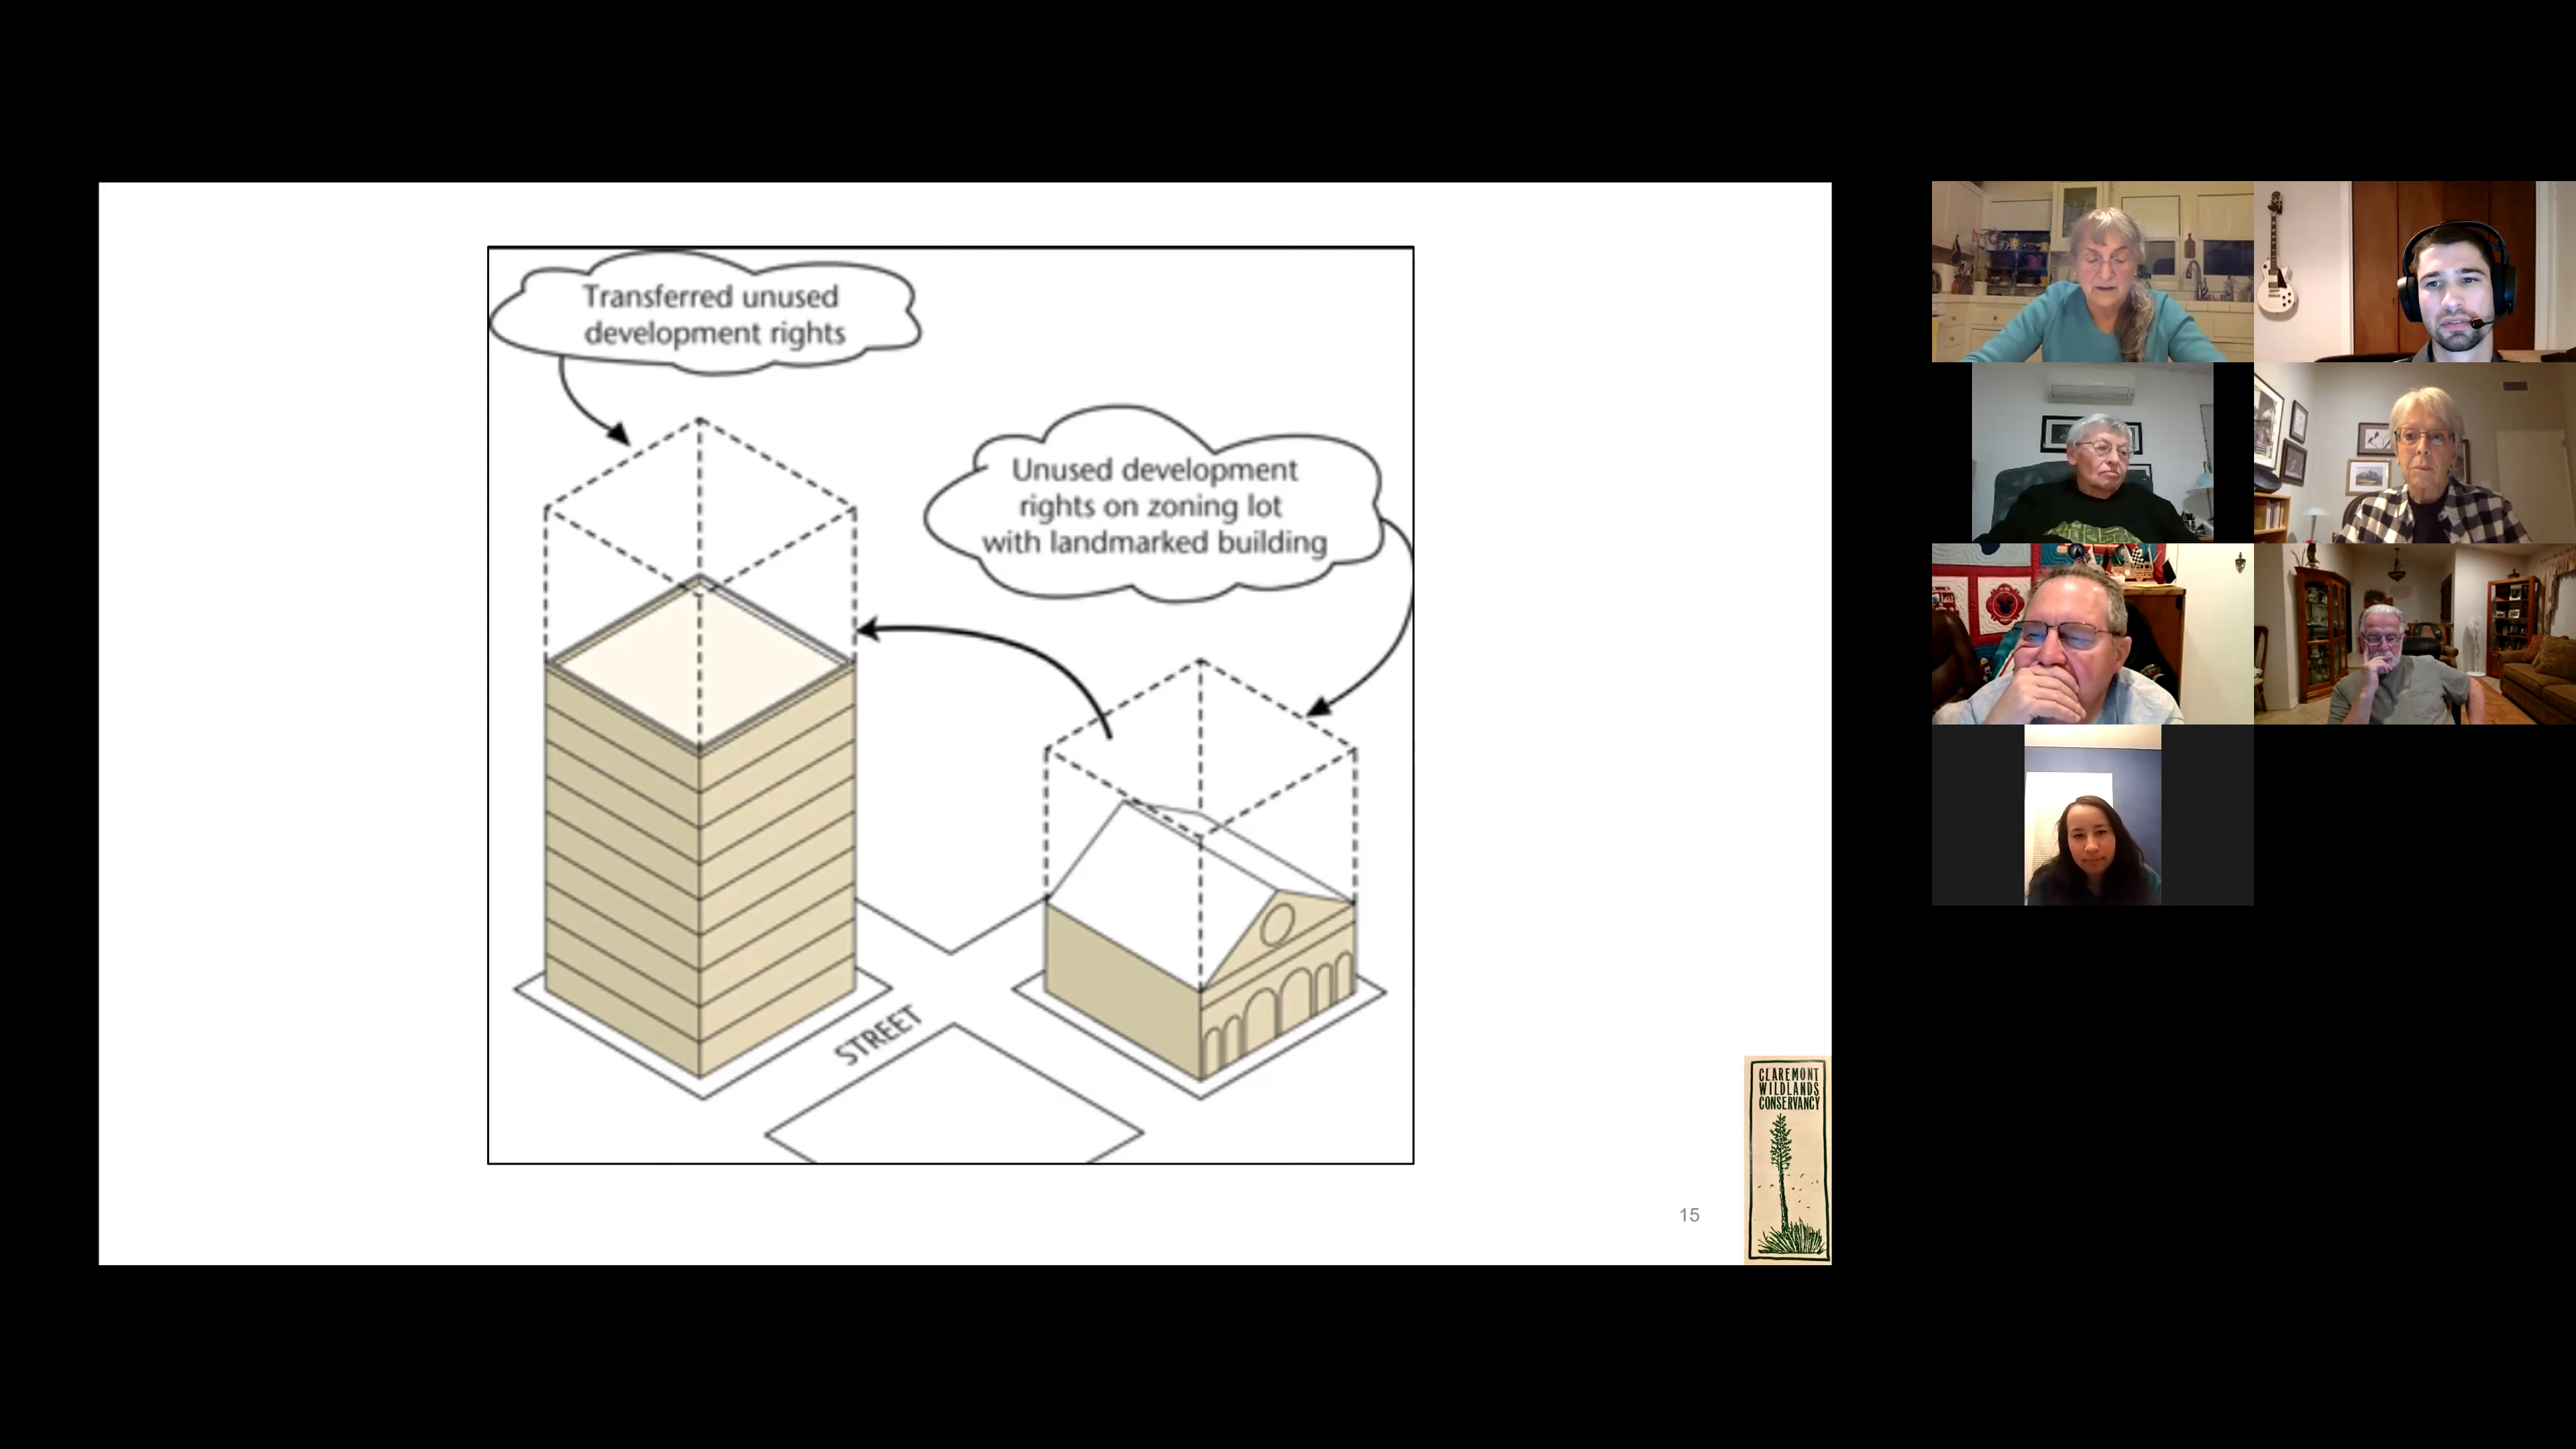 Transferred unused
development rights
Unused development
rights on zoning lot
with landmarked building
STREET
15
CLAREMONT
WILDLANDS
CONSERVANCY